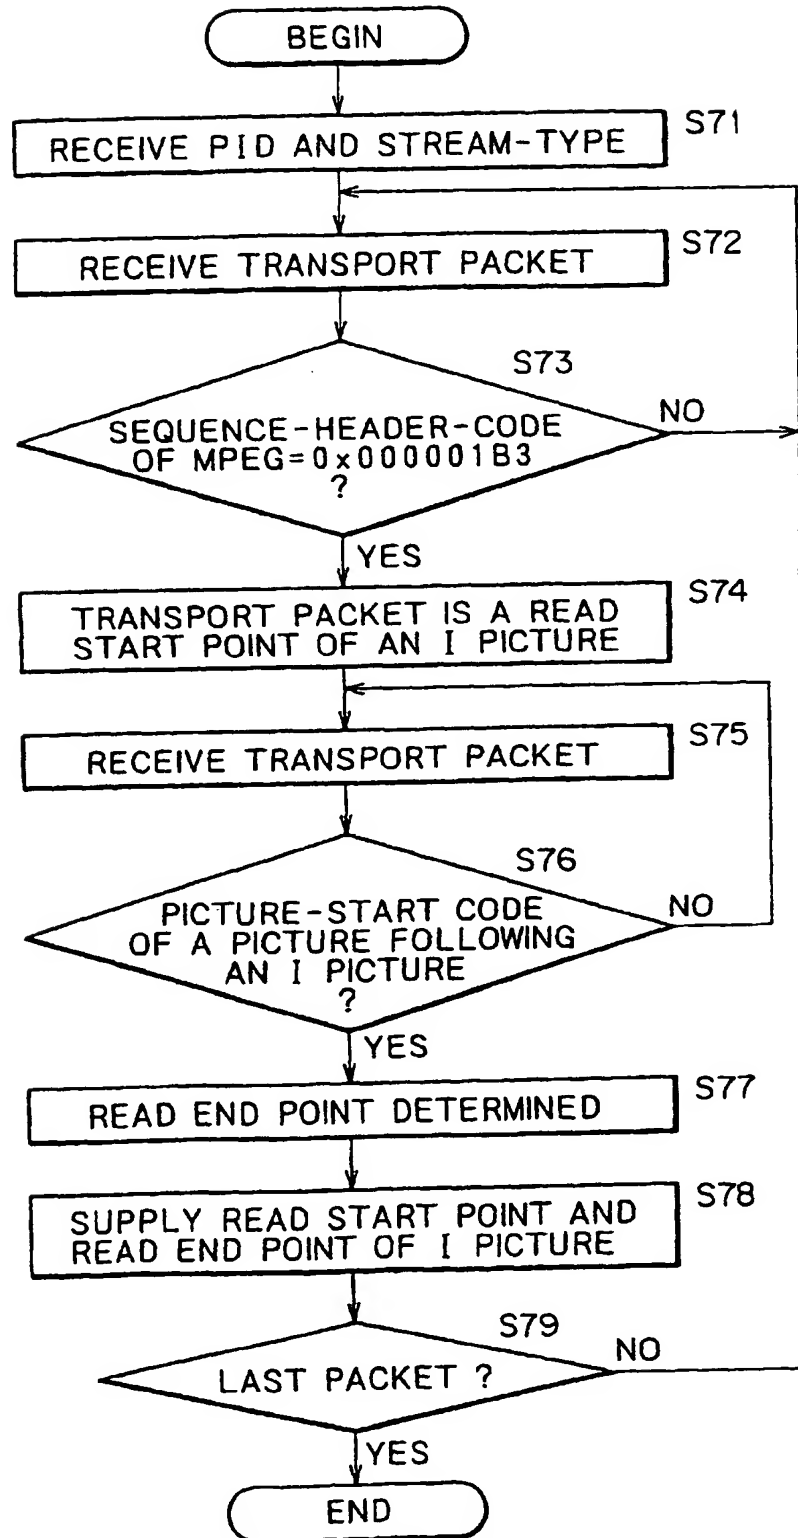 BEGIN
S71
RECEIVE PID AND STREAM-TYPE
S72
RECEIVE TRANSPORT PACKET
S73
SEQUENCE-HEADER-CODE
OF MPEG=0x000001B3
?
NO
YES
S74
TRANSPORT PACKET IS A READ
START POINT OF AN I PICTURE
S75
RECEIVE TRANSPORT PACKET
S76
PICTURE-START CODE
OF A PICTURE FOLLOWING
AN I PICTURE
?
NO
YES
S77
READ END POINT DETERMINED
S78
SUPPLY READ START POINT AND
READ END POINT OF I PICTURE
S79
LAST PACKET ?
NO
YES
END